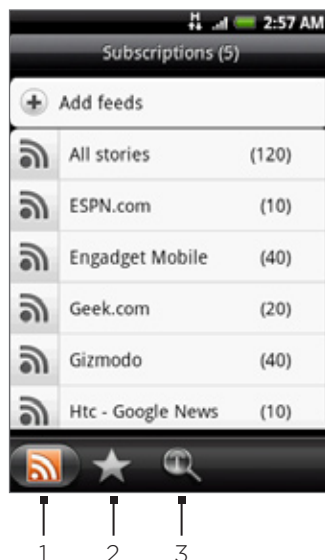 H 2:57 AM
Subscriptions (5)
Add feeds
All stories (120)
ESPN.com (10)
Engadget Mobile (40)
Geek.com (20)
Gizmodo (40)
Htc - Google News (10)
1 2 3